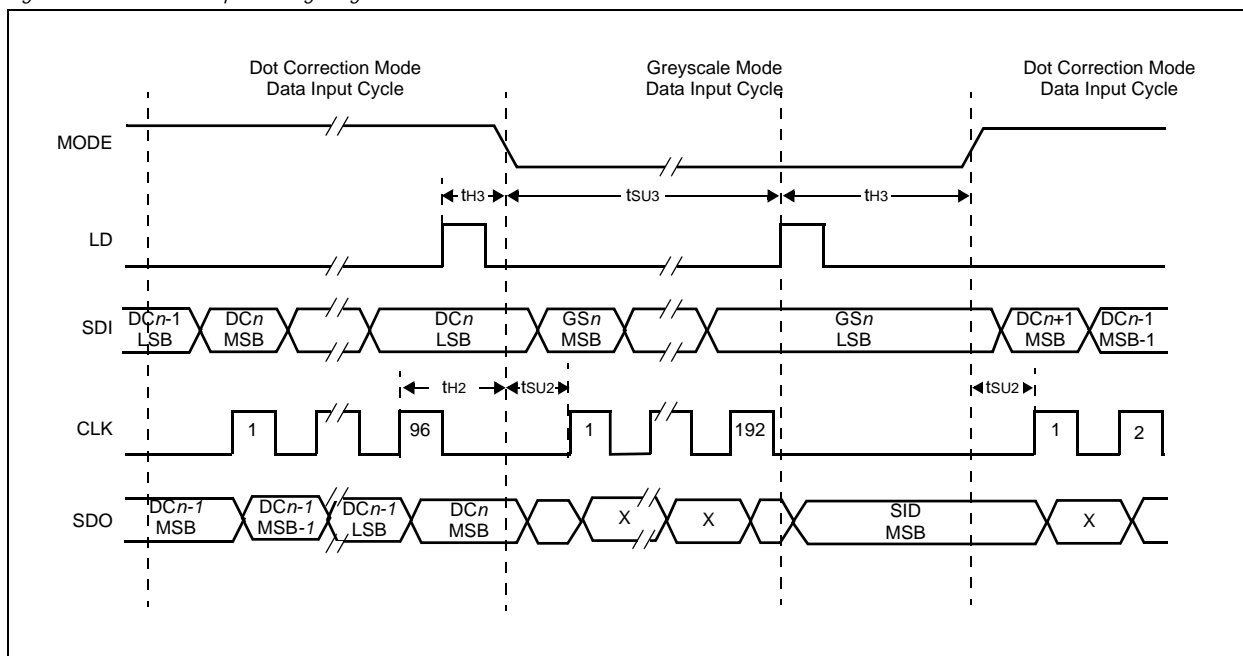 Dot Correction Mode
Data Input Cycle
Greyscale Mode
Data Input Cycle
Dot Correction Mode
Data Input Cycle
MODE
tH3
tSU3
tH3
LD
SDI
DCn-1
LSB
DCn
MSB
DCn
LSB
GSn
MSB
GSn
LSB
DCn+1
MSB
DCn-1
MSB-1
tH2
tSU2
tSU2
CLK
1
96
1
192
1
2
SDO
DCn-1
MSB
DCn-1
MSB-1
DCn-1
LSB
DCn
MSB
X
X
SID
MSB
X